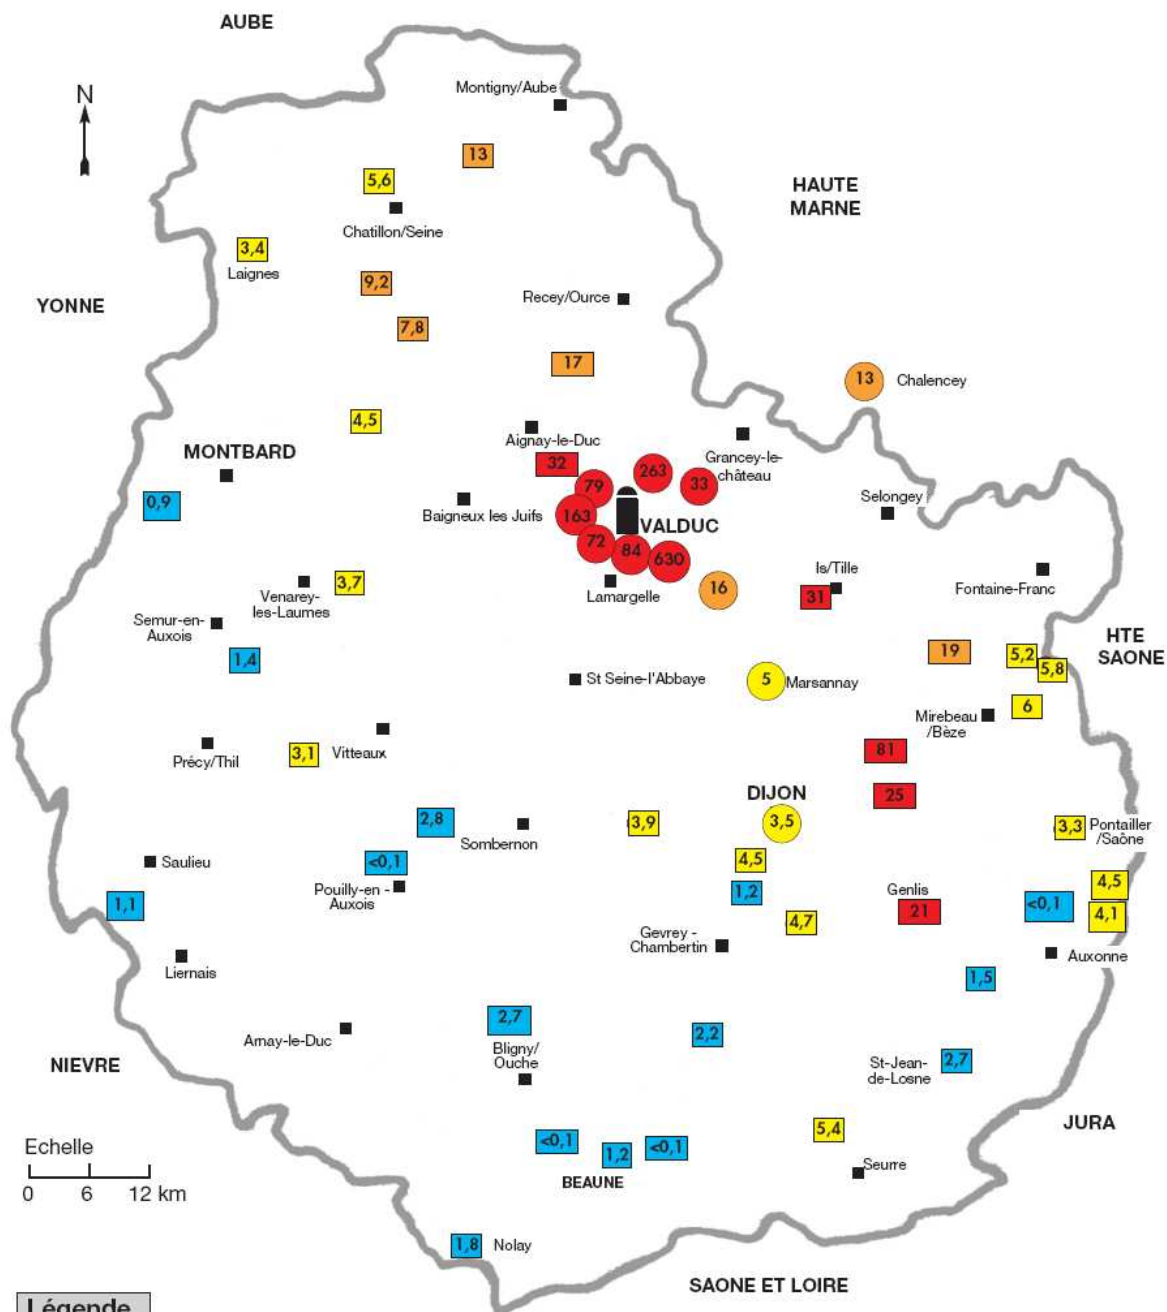 AUBE
N
Montigny/Aube
13
5,6
HAUTE
MARNE
Chatillon/Seine
3,4
Laignes
9,2
YONNE
Recey/Ource
7,8
17
13
Chalencey
4,5
MONTBARD
Aignay-le-Duc
Grancey-le-
château
32
263
79
33
0,9
Selongey
Baigneux les Juifs
163
VALDUC
72
84
630
Is/Tille
Fontaine-Franc
3,7
Venarey-
les-Laumes
Lamargelle
16
31
Semur-en-
Auxois
HTE
SAONE
1,4
19
5,2
5,8
St Seine-l'Abbaye
5
Marsannay
Mirebeau
/Bèze
6
Précy/Thil
3,1
Vitteaux
81
DIJON
25
2,8
Sombernon
3,9
3,5
3,3
Pontailler
/Saône
Saulieu
<0,1
Pouilly-en -
Auxois
4,5
1,2
Genlis
4,5
1,1
21
<0,1
4,1
4,7
Gevrey -
Chambertin
Liernais
Auxonne
1,5
2,7
Arnay-le-Duc
2,2
Bligny/
Ouche
NIEVRE
St-Jean-
de-Losne
2,7
5,4
JURA
Echelle
<0,1
1,2
<0,1
Seurre
0 6 12 km
BEAUNE
1,8
Nolay
SAONE ET LOIRE
Légende